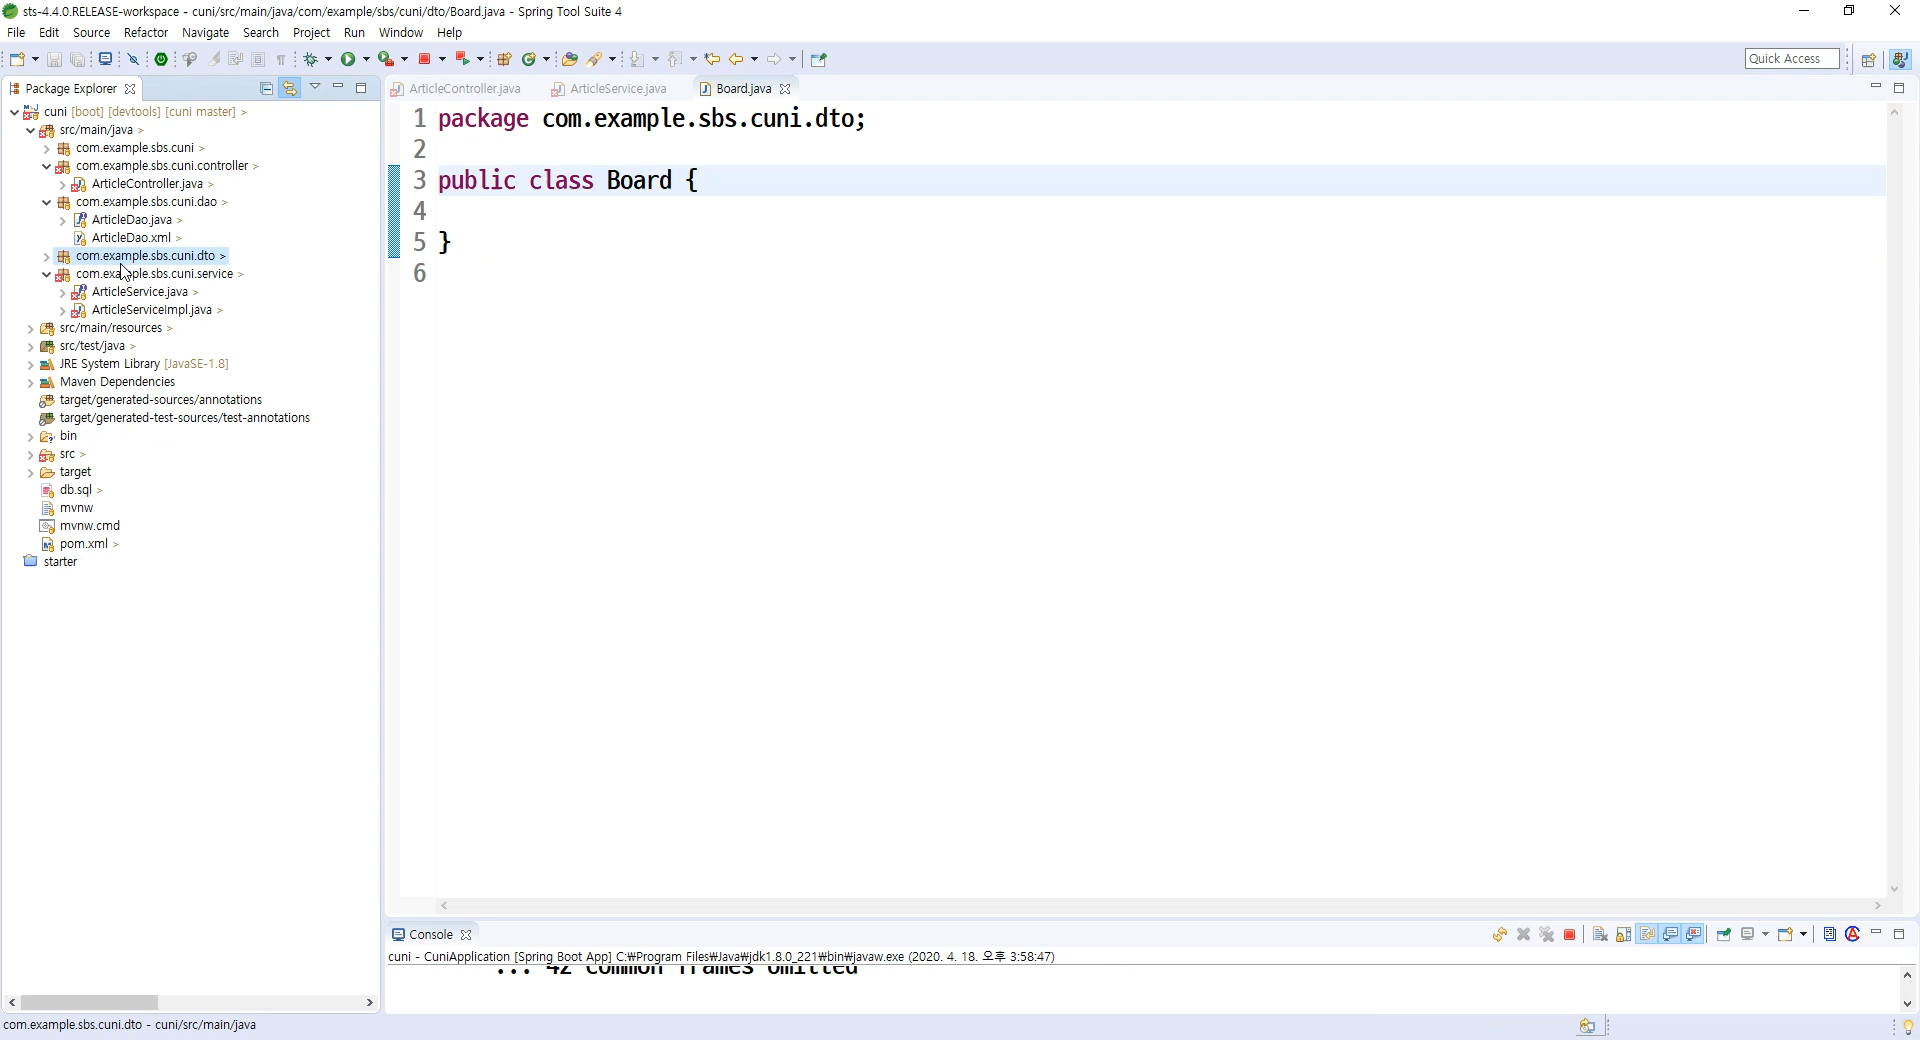 sts-4.4.0.RELEASE-workspace - cuni/src/main/java/com/example/sbs/cuni/dto/Board.java - Spring Tool Suite 4
File Edit Source Refactor Navigate Search Project Run Window Help
Quick Access
Package Explorer
ArticleController.java
ArticleService.java
Board.java
cuni [boot] [devtools] [cuni master] >
src/main/java >
com.example.sbs.cuni >
com.example.sbs.cuni.controller >
ArticleController.java >
com.example.sbs.cuni.dao >
ArticleDao.java >
ArticleDao.xml >
com.example.sbs.cuni.dto >
com.example.sbs.cuni.service >
ArticleService.java >
ArticleServiceImpl.java >
src/main/resources >
src/test/java >
JRE System Library [JavaSE-1.8]
Maven Dependencies
target/generated-sources/annotations
target/generated-test-sources/test-annotations
bin
src >
target
db.sql >
mvnw
mvnw.cmd
pom.xml >
starter
1 package com.example.sbs.cuni.dto;
2
3 public class Board {
4
5 }
6
Console
cuni - CuniApplication [Spring Boot App] C:₩Program Files₩Java₩jdk1.8.0_221₩bin₩javaw.exe (2020. 4. 18. 오후 3:58:47)
... 42 common frames omitted
com.example.sbs.cuni.dto - cuni/src/main/java